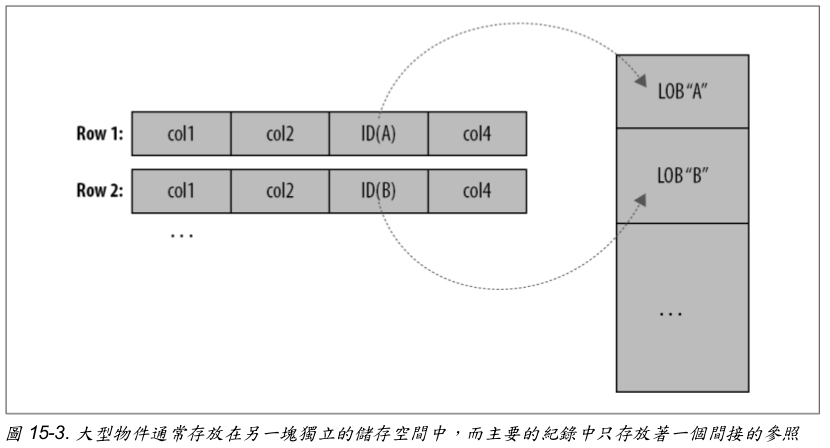 LOB“A”
Row 1: col1 col2 ID(A) col4
LOB“B”
Row 2: col1 col2 ID(B) col4
...
...
圖 15-3. 大型物件通常存放在另一塊獨立的儲存空間中，而主要的紀錄中只存放著一個間接的參照